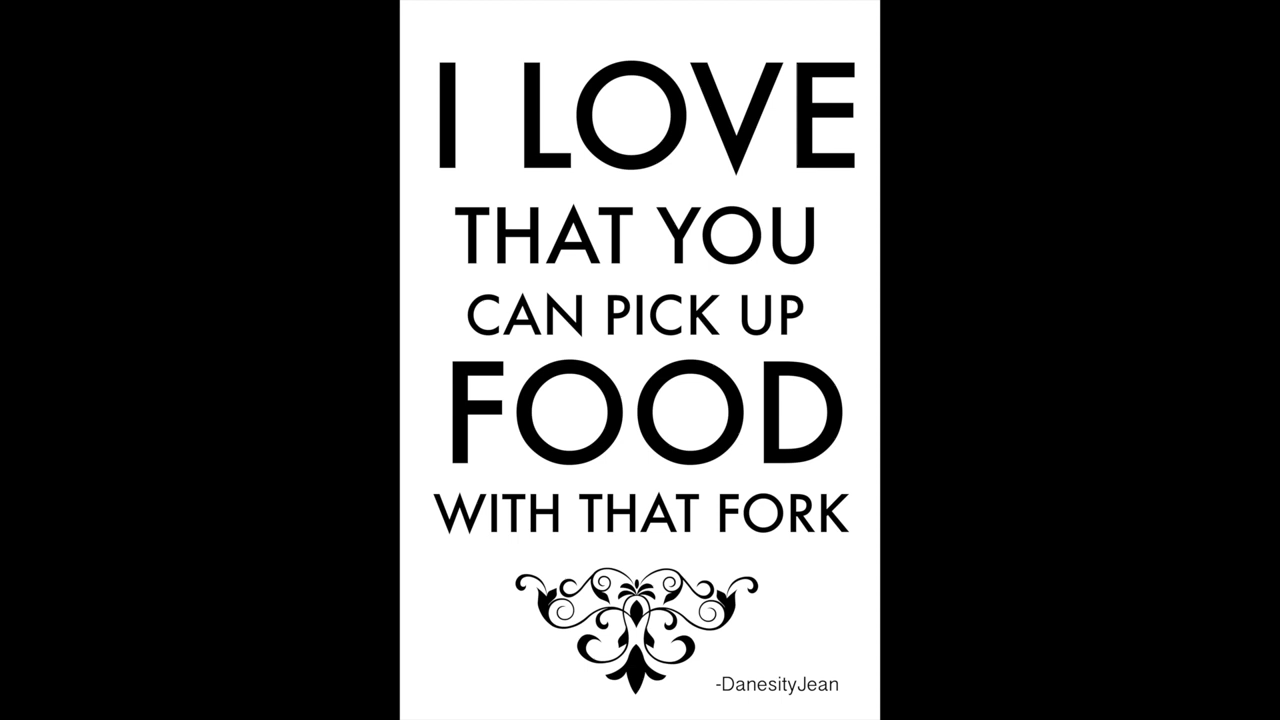 I LOVE
THAT YOU
CAN PICK UP
FOOD
WITH THAT FORK
-DanesityJean